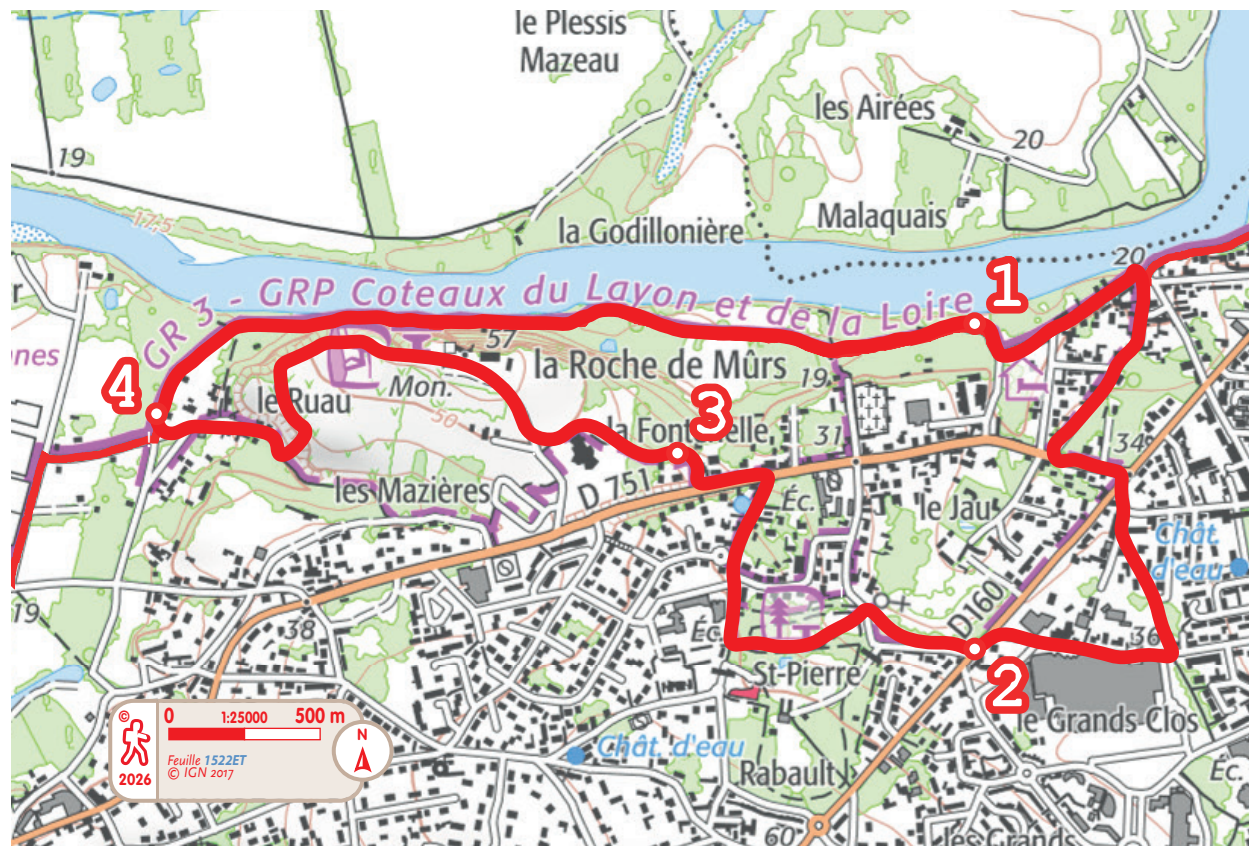 le Plessis
Mazeau
les Airées
20
19
17,5
la Godillonière
Malaquais
20
GR 3 - GRP Coteaux du Layon et de la Loire
1
57
la Roche de Mûrs
19
4
le Ruau
Mon.
50
3
31
34
les Mazières
D 751
Éc.
le Jau
Chât.
d'eau
19
38
Éc.
D160
36
St-Pierre
2
le Grands Clos
Chât. d'eau
Rabault
Éc.
60
les Grands
©
2026
0 1:25000 500 m
Feuille 1522ET
© IGN 2017
N